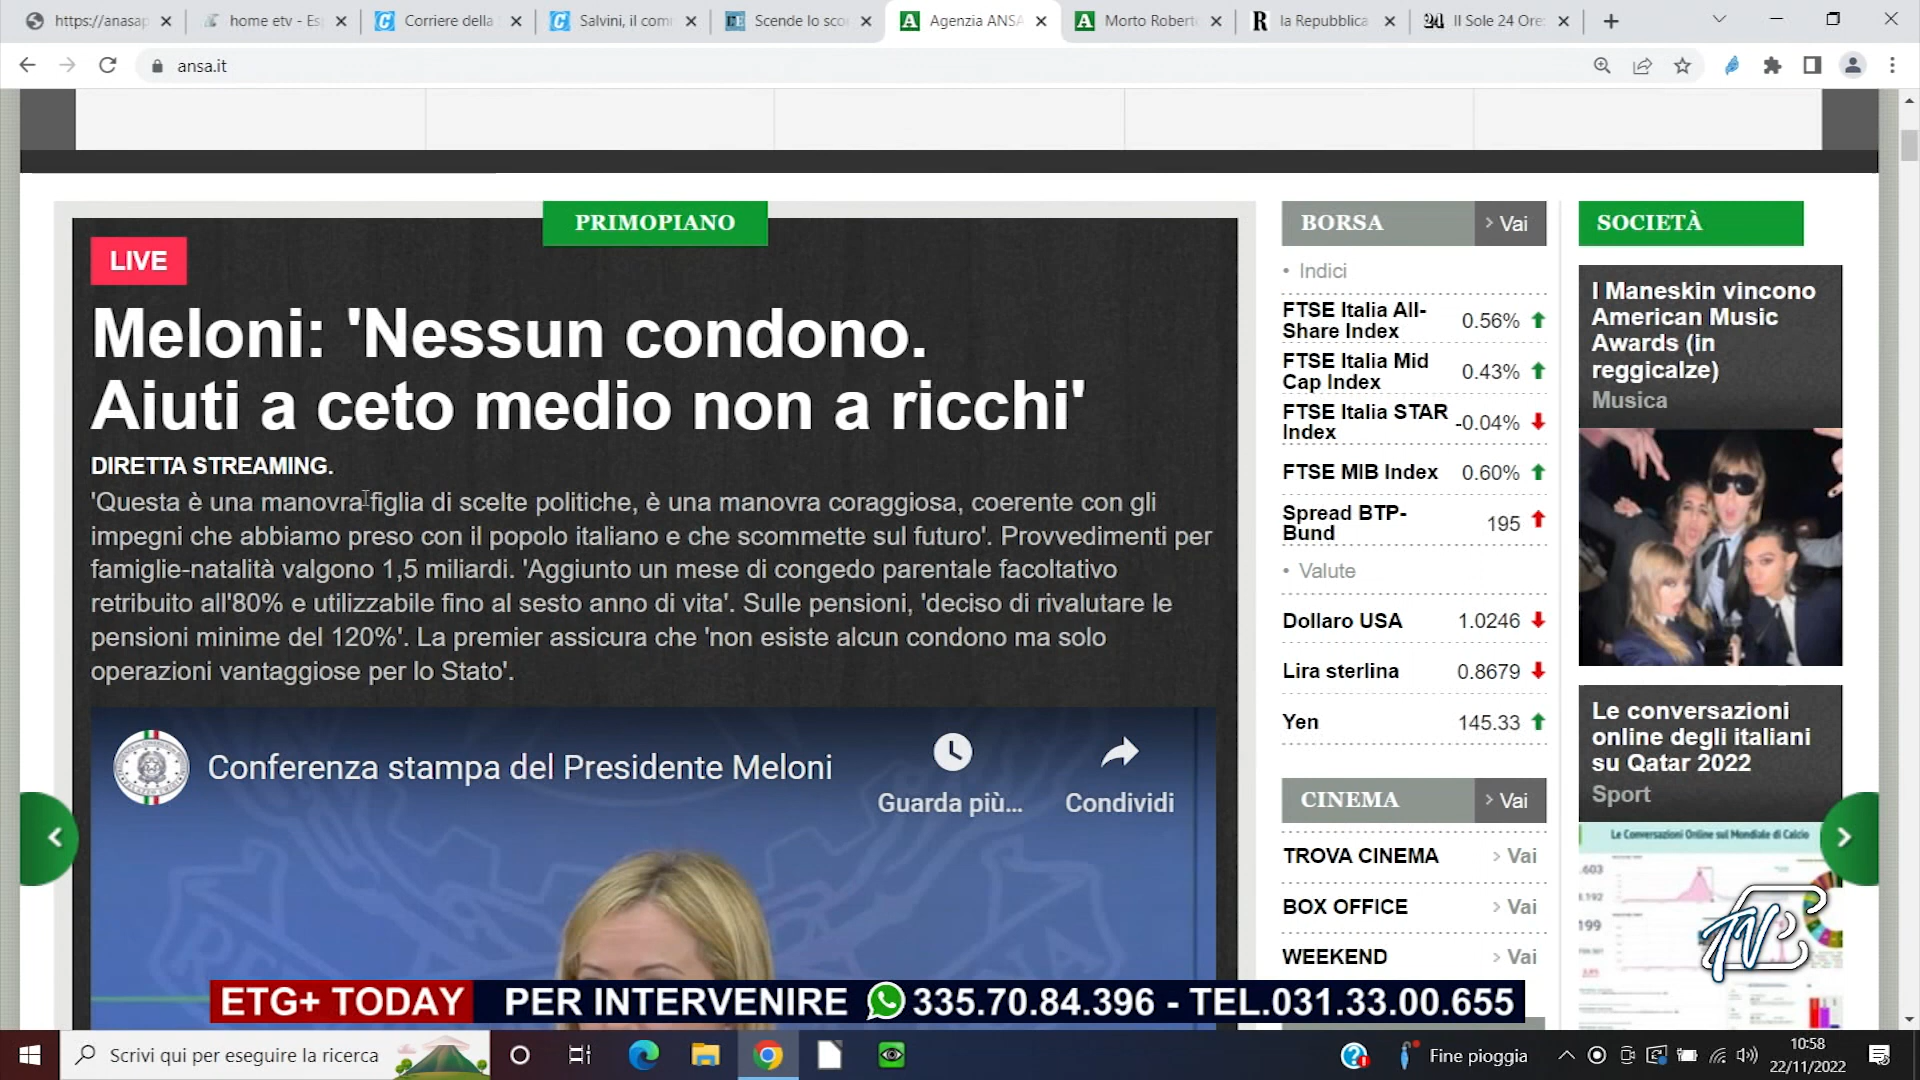 https://anasap
home etv - Es
Corriere della
Salvini, il com
Scende lo sco
Agenzia ANSA
Morto Robert
la Repubblica
Il Sole 24 Ore:
ansa.it
PRIMOPIANO
LIVE
Meloni: 'Nessun condono.
Aiuti a ceto medio non a ricchi'
DIRETTA STREAMING.
'Questa è una manovra figlia di scelte politiche, è una manovra coraggiosa, coerente con gli
impegni che abbiamo preso con il popolo italiano e che scommette sul futuro'. Provvedimenti per
famiglie-natalità valgono 1,5 miliardi. 'Aggiunto un mese di congedo parentale facoltativo
retribuito all'80% e utilizzabile fino al sesto anno di vita'. Sulle pensioni, 'deciso di rivalutare le
pensioni minime del 120%'. La premier assicura che 'non esiste alcun condono ma solo
operazioni vantaggiose per lo Stato'.
Conferenza stampa del Presidente Meloni
Guarda più...
Condividi
BORSA
> Vai
• Indici
FTSE Italia All-
Share Index 0.56%
FTSE Italia Mid
Cap Index 0.43%
FTSE Italia STAR
Index -0.04%
FTSE MIB Index 0.60%
Spread BTP-
Bund 195
• Valute
Dollaro USA 1.0246
Lira sterlina 0.8679
Yen 145.33
CINEMA
> Vai
TROVA CINEMA > Vai
BOX OFFICE > Vai
WEEKEND > Vai
SOCIETÀ
I Maneskin vincono
American Music
Awards (in
reggicalze)
Musica
Le conversazioni
online degli italiani
su Qatar 2022
Sport
Le Conversazioni Online sul Mondiale di Calcio
ETG+ TODAY
PER INTERVENIRE 335.70.84.396 - TEL.031.33.00.655
Scrivi qui per eseguire la ricerca
Fine pioggia
10:58
22/11/2022